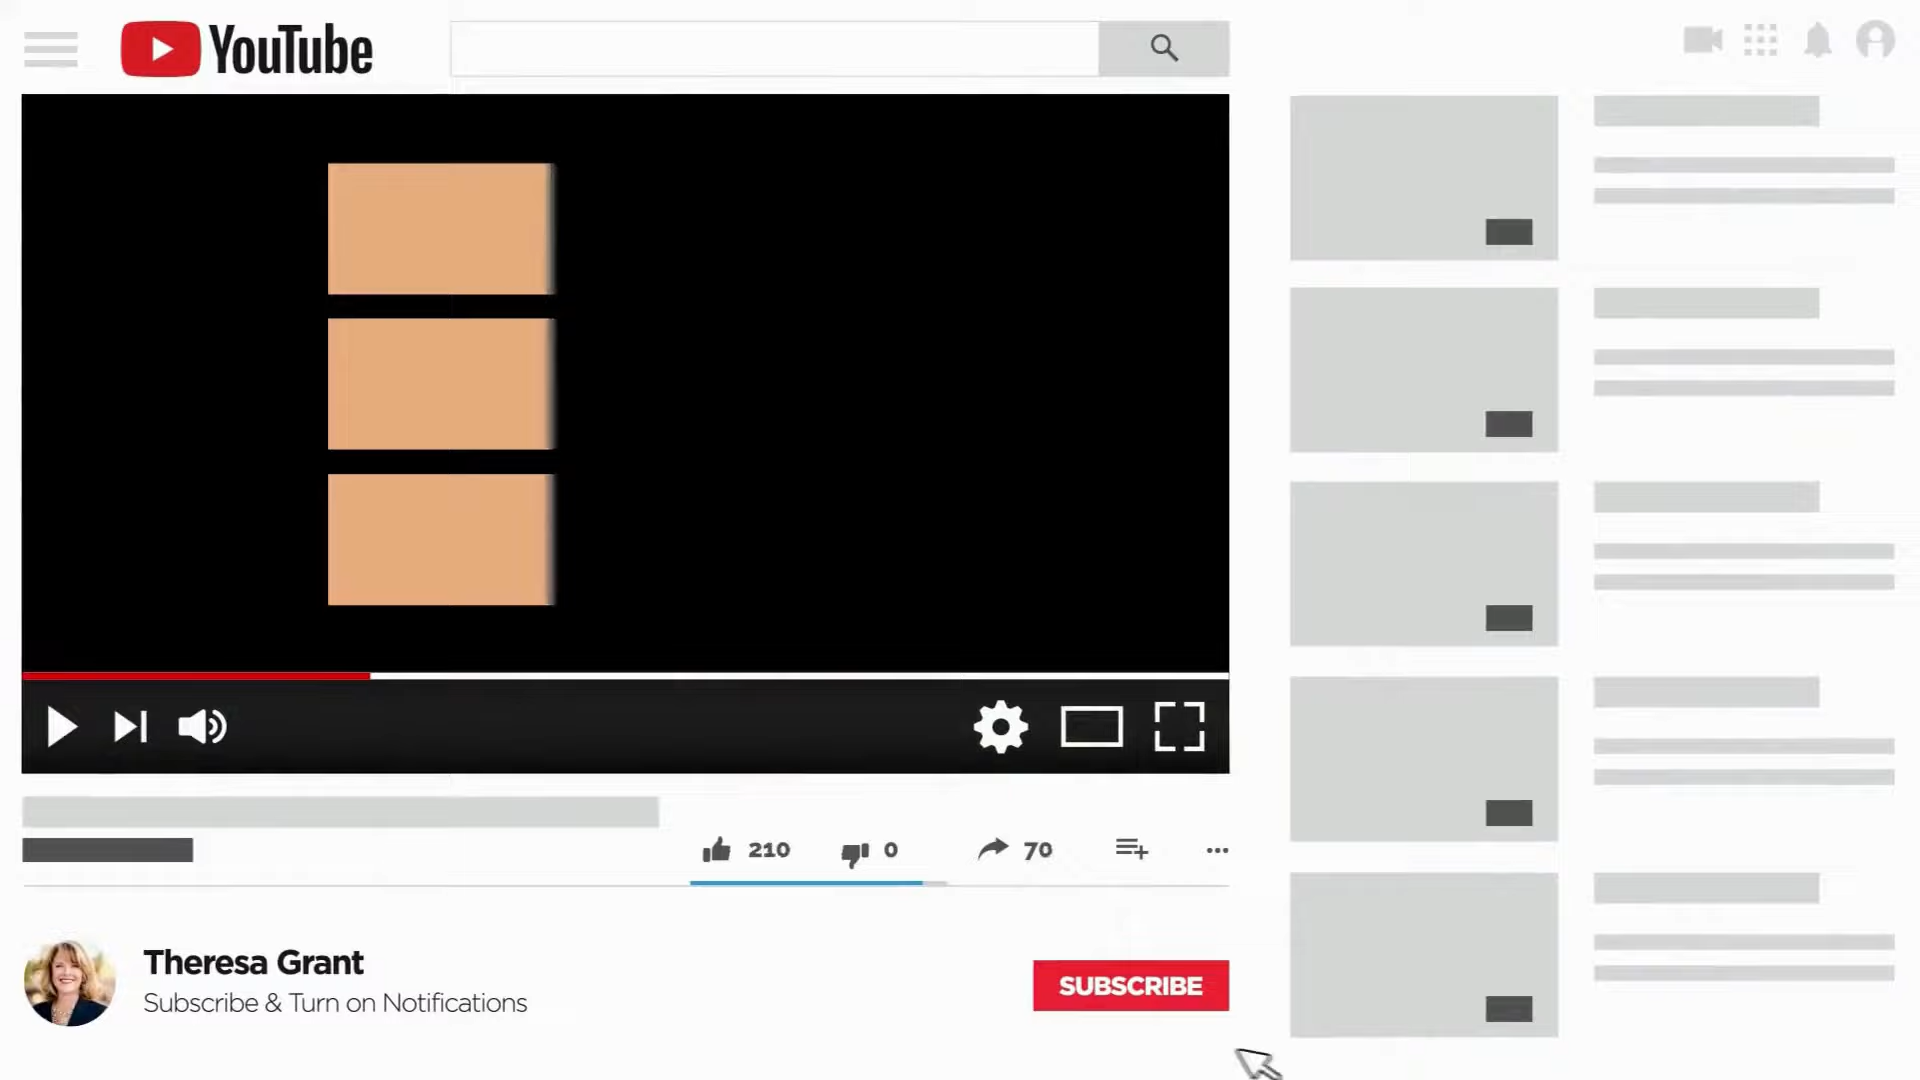 YouTube
210
0
70
Theresa Grant
Subscribe & Turn on Notifications
SUBSCRIBE